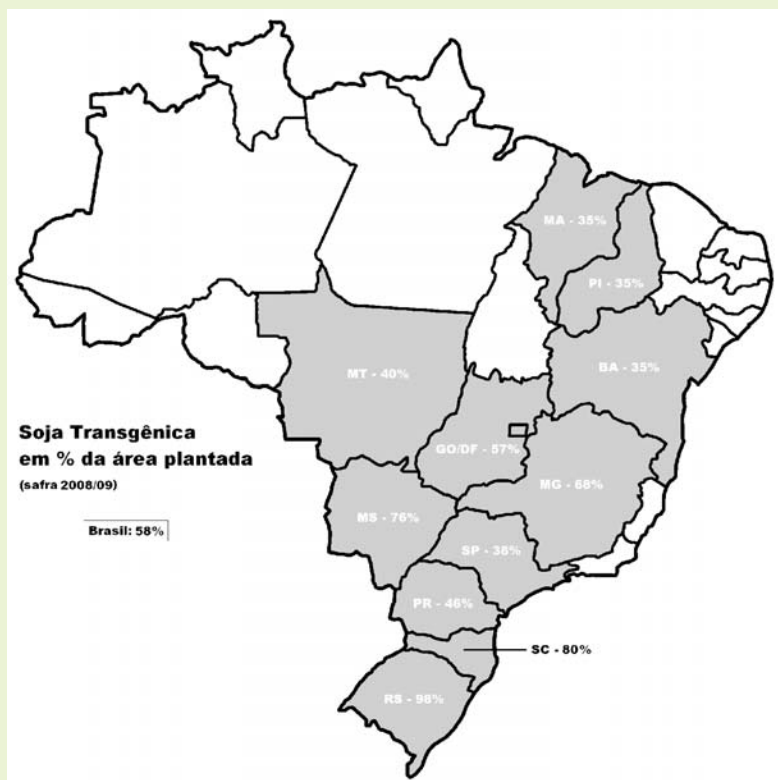 MA - 35%
PI - 35%
MT - 40%
BA - 35%
Soja Transgênica
em % da área plantada
(safra 2008/09)
GO/DF - 57%
MG - 68%
MS - 76%
Brasil: 58%
SP - 38%
PR - 46%
SC - 80%
RS - 98%